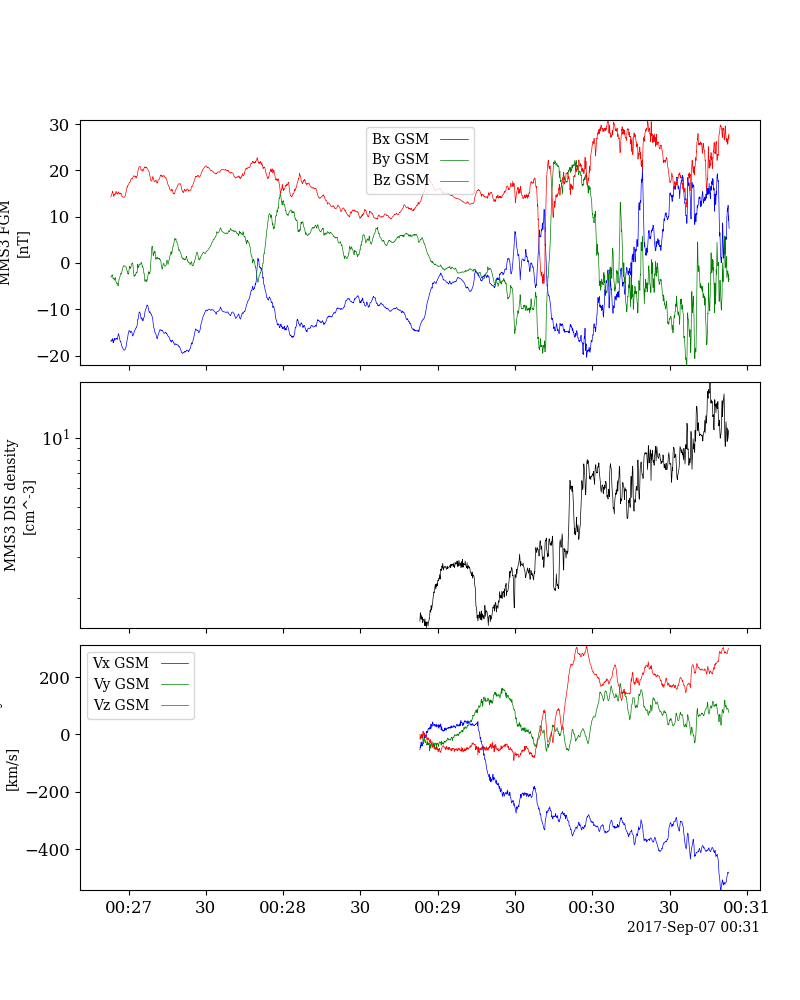 30
20
10
0
−10
−20
MMS3 FGM
[nT]
Bx GSM
By GSM
Bz GSM
10^1
MMS3 DIS density
[cm^-3]
200
0
−200
−400
[km/s]
Vx GSM
Vy GSM
Vz GSM
00:27 30 00:28 30 00:29 30 00:30 30 00:31
2017-Sep-07 00:31